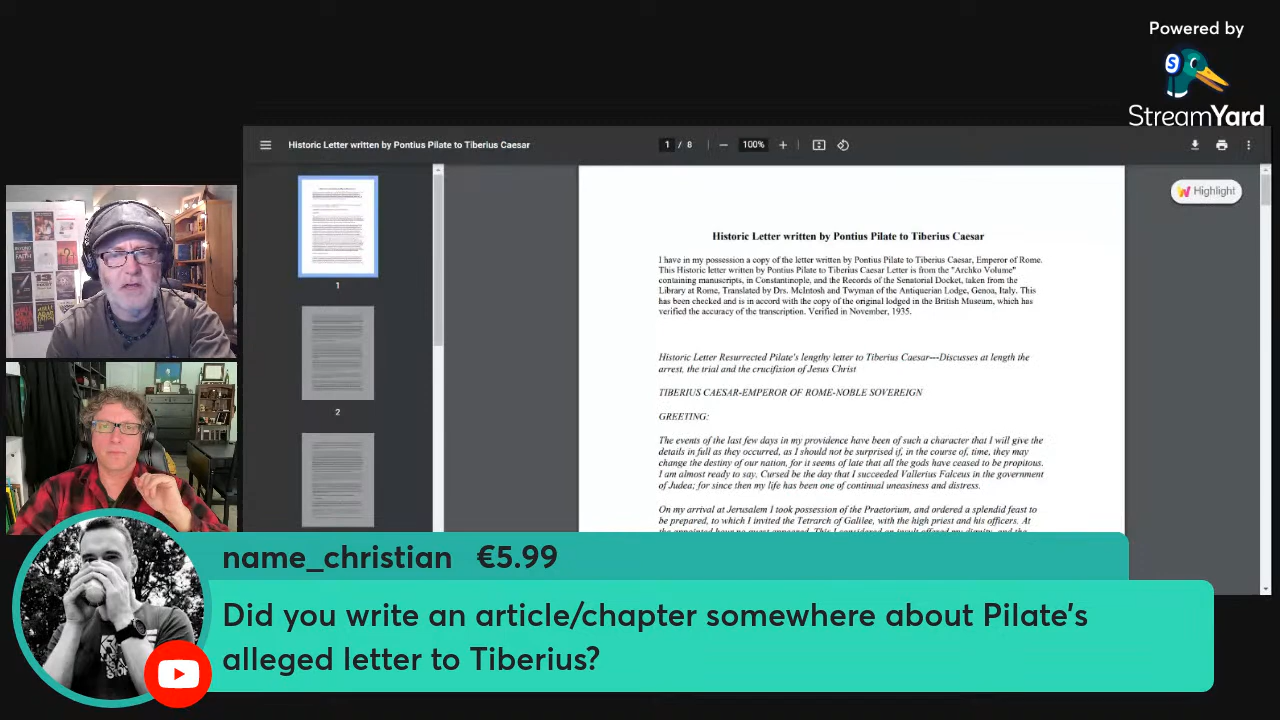 Powered by
StreamYard
Historic Letter written by Pontius Pilate to Tiberius Caesar
1 / 8
100%
Highlight
1
2
Historic Letter written by Pontius Pilate to Tiberius Caesar
I have in my possession a copy of the letter written by Pontius Pilate to Tiberius Caesar, Emperor of Rome.
This Historic letter written by Pontius Pilate to Tiberius Caesar Letter is from the "Archko Volume"
containing manuscripts, in Constantinople, and the Records of the Senatorial Docket, taken from the
Library at Rome, Translated by Drs. McIntosh and Twyman of the Antiquerian Lodge, Genoa, Italy. This
has been checked and is in accord with the copy of the original lodged in the British Museum, which has
verified the accuracy of the transcription. Verified in November, 1935.
Historic Letter Resurrected Pilate's lengthy letter to Tiberius Caesar---Discusses at length the
arrest, the trial and the crucifixion of Jesus Christ
TIBERIUS CAESAR-EMPEROR OF ROME-NOBLE SOVEREIGN
GREETING:
The events of the last few days in my providence have been of such a character that I will give the
details in full as they occurred, as I should not be surprised if, in the course of, time, they may
change the destiny of our nation, for it seems of late that all the gods have ceased to be propitous.
I am almost ready to say, Cursed be the day that I succeeded Vallerius Falceus in the government
of Judea; for since then my life has been one of continual uneasiness and distress.
On my arrival at Jerusalem I took possession of the Praetorium, and ordered a splendid feast to
be prepared, to which I invited the Tetrarch of Galilee, with the high priest and his officers. At
name_christian €5.99
Did you write an article/chapter somewhere about Pilate's
alleged letter to Tiberius?